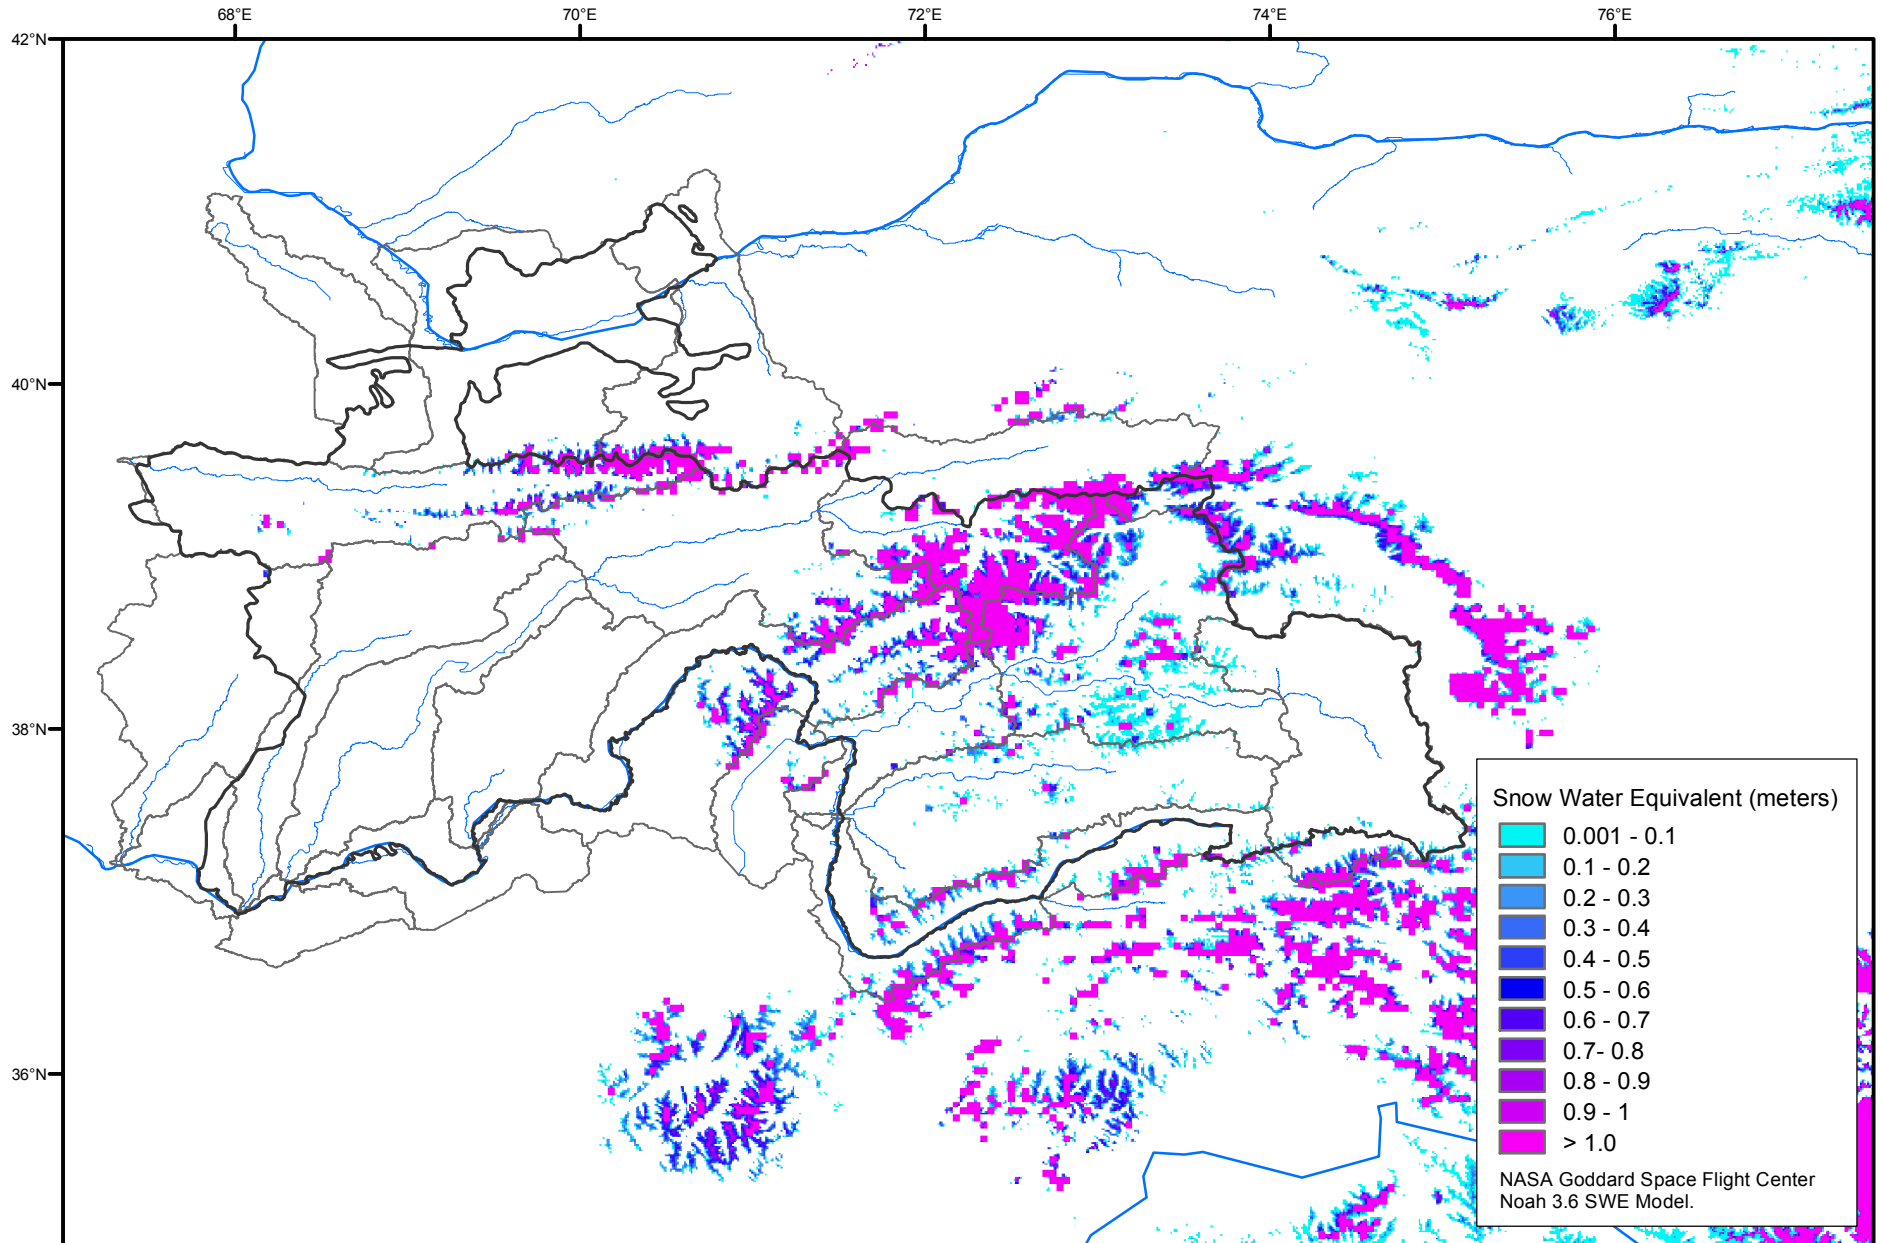 68°E 70°E 72°E 74°E 76°E
42°N
40°N
38°N
36°N
Snow Water Equivalent (meters)
0.001 - 0.1
0.1 - 0.2
0.2 - 0.3
0.3 - 0.4
0.4 - 0.5
0.5 - 0.6
0.6 - 0.7
0.7- 0.8
0.8 - 0.9
0.9 - 1
> 1.0
NASA Goddard Space Flight Center
Noah 3.6 SWE Model.